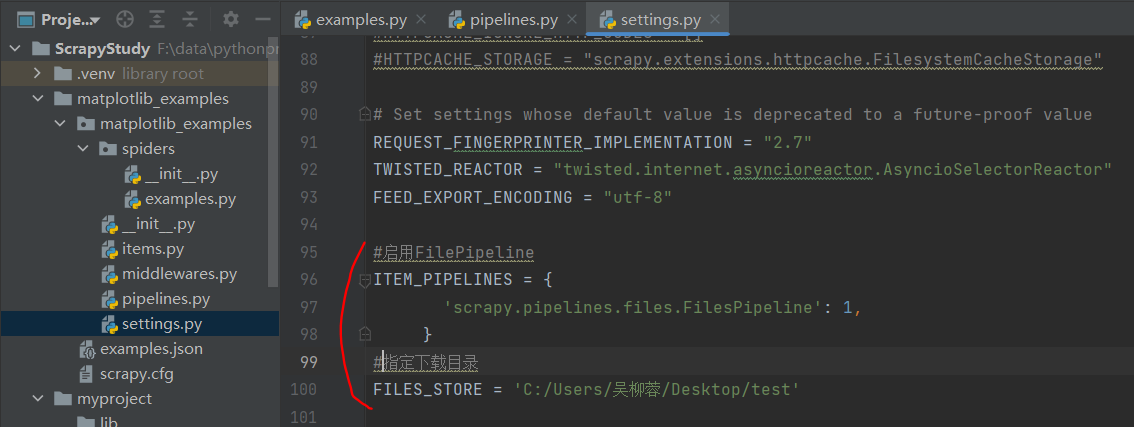 Proje...
examples.py
pipelines.py
settings.py
ScrapyStudy F:\data\pythonpr
.venv library root
matplotlib_examples
matplotlib_examples
spiders
__init__.py
examples.py
__init__.py
items.py
middlewares.py
pipelines.py
settings.py
examples.json
scrapy.cfg
myproject
lib
88 #HTTPCACHE_STORAGE = "scrapy.extensions.httpcache.FilesystemCacheStorage"
89
90 # Set settings whose default value is deprecated to a future-proof value
91 REQUEST_FINGERPRINTER_IMPLEMENTATION = "2.7"
92 TWISTED_REACTOR = "twisted.internet.asyncioreactor.AsyncioSelectorReactor"
93 FEED_EXPORT_ENCODING = "utf-8"
94
95 #启用FilePipeline
96 ITEM_PIPELINES = {
97 'scrapy.pipelines.files.FilesPipeline': 1,
98 }
99 #指定下载目录
100 FILES_STORE = 'C:/Users/吴柳蓉/Desktop/test'
101